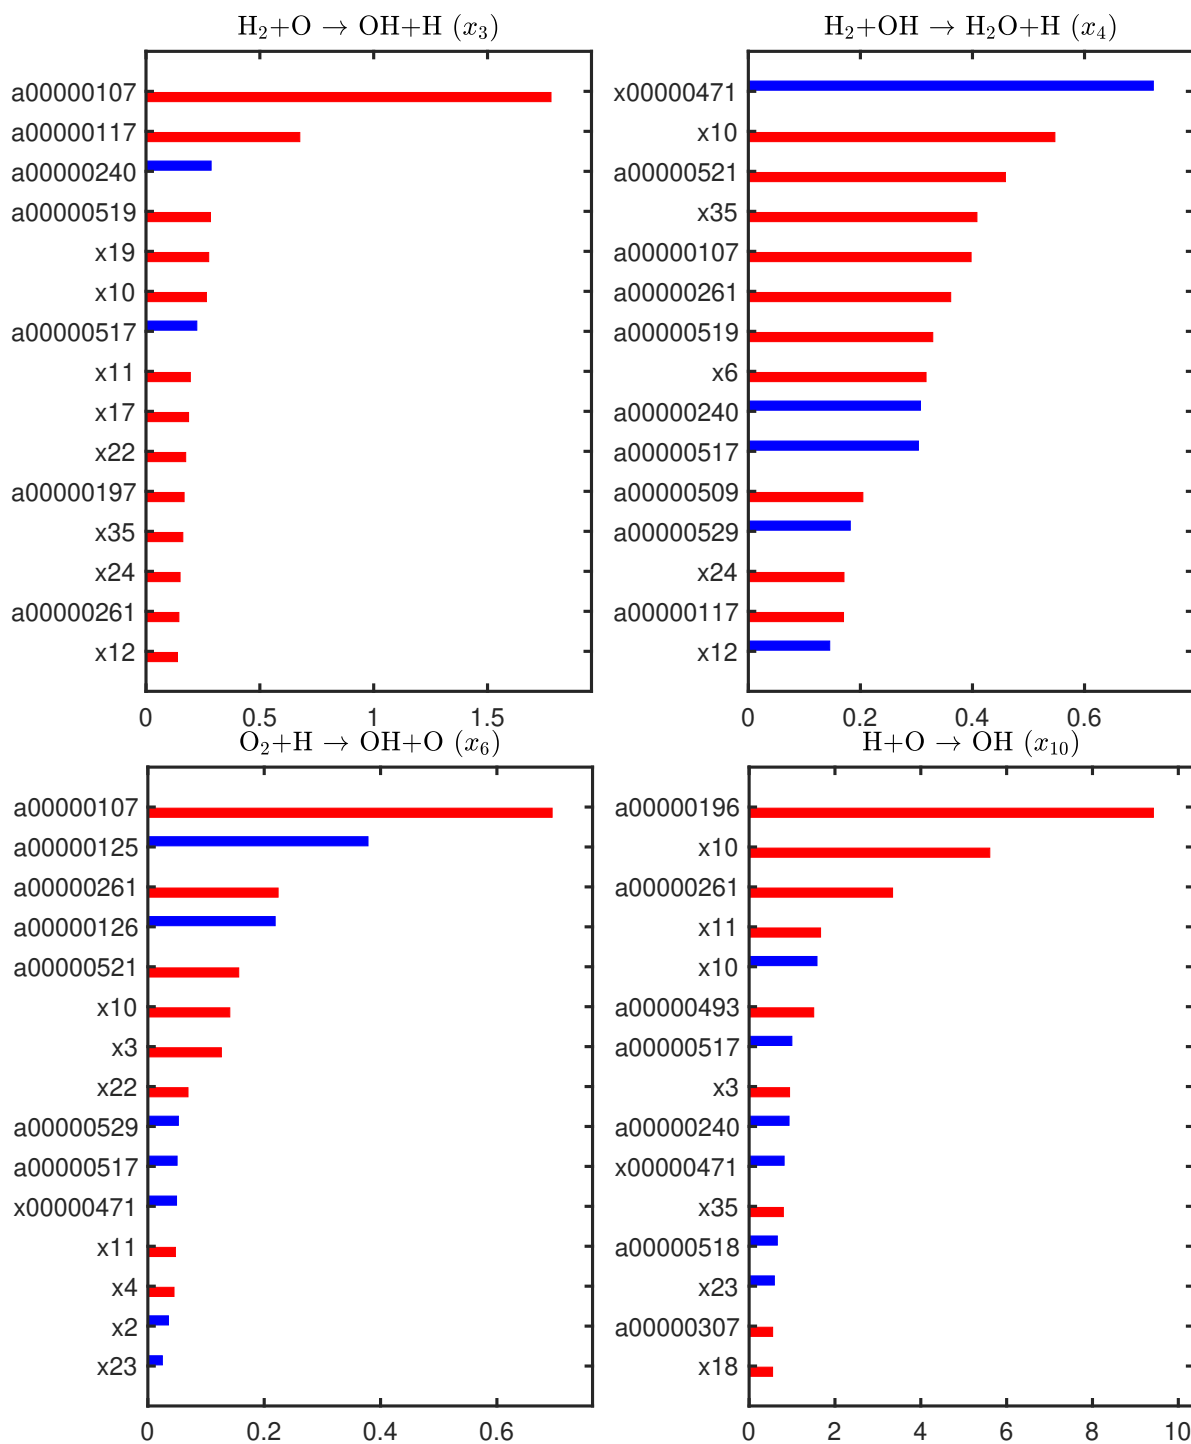 H₂+O → OH+H (x₃)
a00000107
a00000117
a00000240
a00000519
x19
x10
a00000517
x11
x17
x22
a00000197
x35
x24
a00000261
x12
0 0.5 1 1.5
H₂+OH → H₂O+H (x₄)
x00000471
x10
a00000521
x35
a00000107
a00000261
a00000519
x6
a00000240
a00000517
a00000509
a00000529
x24
a00000117
x12
0 0.2 0.4 0.6
O₂+H → OH+O (x₆)
a00000107
a00000125
a00000261
a00000126
a00000521
x10
x3
x22
a00000529
a00000517
x00000471
x11
x4
x2
x23
0 0.2 0.4 0.6
H+O → OH (x₁₀)
a00000196
x10
a00000261
x11
x10
a00000493
a00000517
x3
a00000240
x00000471
x35
a00000518
x23
a00000307
x18
0 2 4 6 8 10